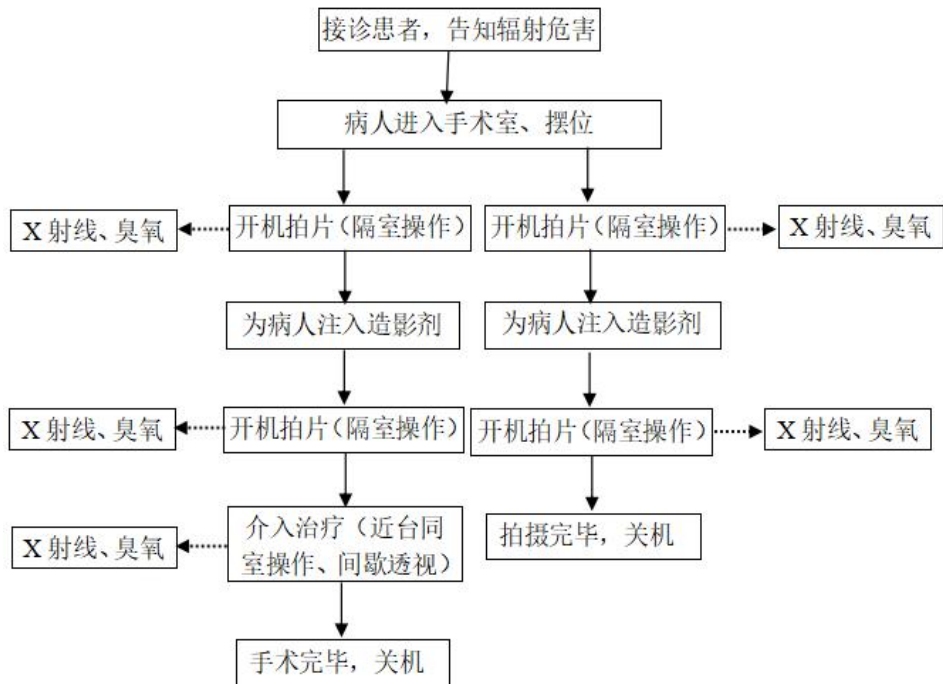 接诊患者，告知辐射危害
病人进入手术室、摆位
X 射线、臭氧
开机拍片（隔室操作）
开机拍片（隔室操作）
X 射线、臭氧
为病人注入造影剂
为病人注入造影剂
X 射线、臭氧
开机拍片（隔室操作）
开机拍片（隔室操作）
X 射线、臭氧
X 射线、臭氧
介入治疗（近台同
室操作、间歇透视）
拍摄完毕，关机
手术完毕，关机